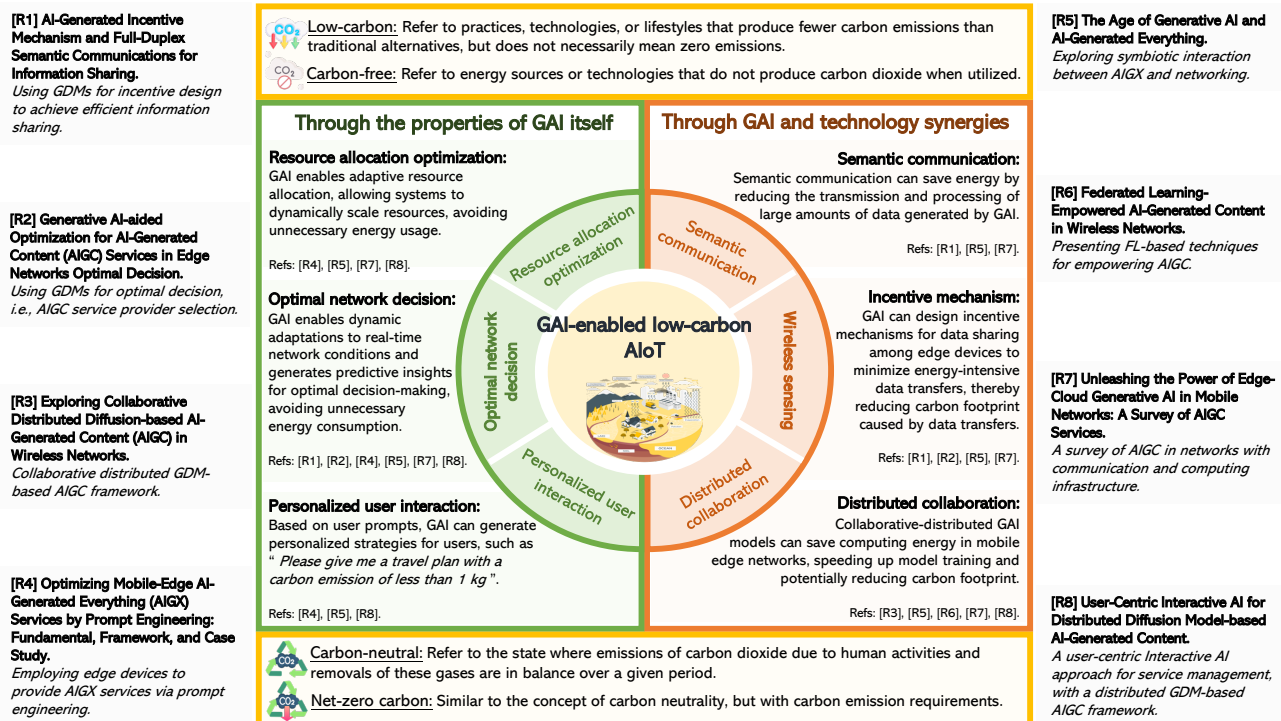 [R1] AI-Generated Incentive
Mechanism and Full-Duplex
Semantic Communications for
Information Sharing.
Using GDMs for incentive design
to achieve efficient information
sharing.
[R2] Generative AI-aided
Optimization for AI-Generated
Content (AIGC) Services in Edge
Networks Optimal Decision.
Using GDMs for optimal decision,
i.e., AIGC service provider selection.
[R3] Exploring Collaborative
Distributed Diffusion-based AI-
Generated Content (AIGC) in
Wireless Networks.
Collaborative distributed GDM-
based AIGC framework.
[R4] Optimizing Mobile-Edge AI-
Generated Everything (AIGX)
Services by Prompt Engineering:
Fundamental, Framework, and Case
Study.
Employing edge devices to
provide AIGX services via prompt
engineering.
CO2
Low-carbon: Refer to practices, technologies, or lifestyles that produce fewer carbon emissions than
traditional alternatives, but does not necessarily mean zero emissions.
CO2
Carbon-free: Refer to energy sources or technologies that do not produce carbon dioxide when utilized.
Through the properties of GAI itself
Resource allocation optimization:
GAI enables adaptive resource
allocation, allowing systems to
dynamically scale resources, avoiding
unnecessary energy usage.
Refs: [R4], [R5], [R7], [R8].
Optimal network decision:
GAI enables dynamic
adaptations to real-time
network conditions and
generates predictive insights
for optimal decision-making,
avoiding unnecessary
energy consumption.
Refs: [R1], [R2], [R4], [R5], [R7], [R8].
Personalized user interaction:
Based on user prompts, GAI can generate
personalized strategies for users, such as
“ Please give me a travel plan with a
carbon emission of less than 1 kg ”.
Refs: [R4], [R5], [R8].
Resource allocation
optimization
Optimal network
decision
Personalized user
interaction
GAI-enabled low-carbon
AIoT
Semantic
communication
Wireless sensing
Distributed
collaboration
Through GAI and technology synergies
Semantic communication:
Semantic communication can save energy by
reducing the transmission and processing of
large amounts of data generated by GAI.
Refs: [R1], [R5], [R7].
Incentive mechanism:
GAI can design incentive
mechanisms for data sharing
among edge devices to
minimize energy-intensive
data transfers, thereby
reducing carbon footprint
caused by data transfers.
Refs: [R1], [R2], [R5], [R7].
Distributed collaboration:
Collaborative-distributed GAI
models can save computing energy in mobile
edge networks, speeding up model training and
potentially reducing carbon footprint.
Refs: [R3], [R5], [R6], [R7], [R8].
CO2
Carbon-neutral: Refer to the state where emissions of carbon dioxide due to human activities and
removals of these gases are in balance over a given period.
CO2
Net-zero carbon: Similar to the concept of carbon neutrality, but with carbon emission requirements.
[R5] The Age of Generative AI and
AI-Generated Everything.
Exploring symbiotic interaction
between AIGX and networking.
[R6] Federated Learning-
Empowered AI-Generated Content
in Wireless Networks.
Presenting FL-based techniques
for empowering AIGC.
[R7] Unleashing the Power of Edge-
Cloud Generative AI in Mobile
Networks: A Survey of AIGC
Services.
A survey of AIGC in networks with
communication and computing
infrastructure.
[R8] User-Centric Interactive AI for
Distributed Diffusion Model-based
AI-Generated Content.
A user-centric Interactive AI
approach for service management,
with a distributed GDM-based
AIGC framework.